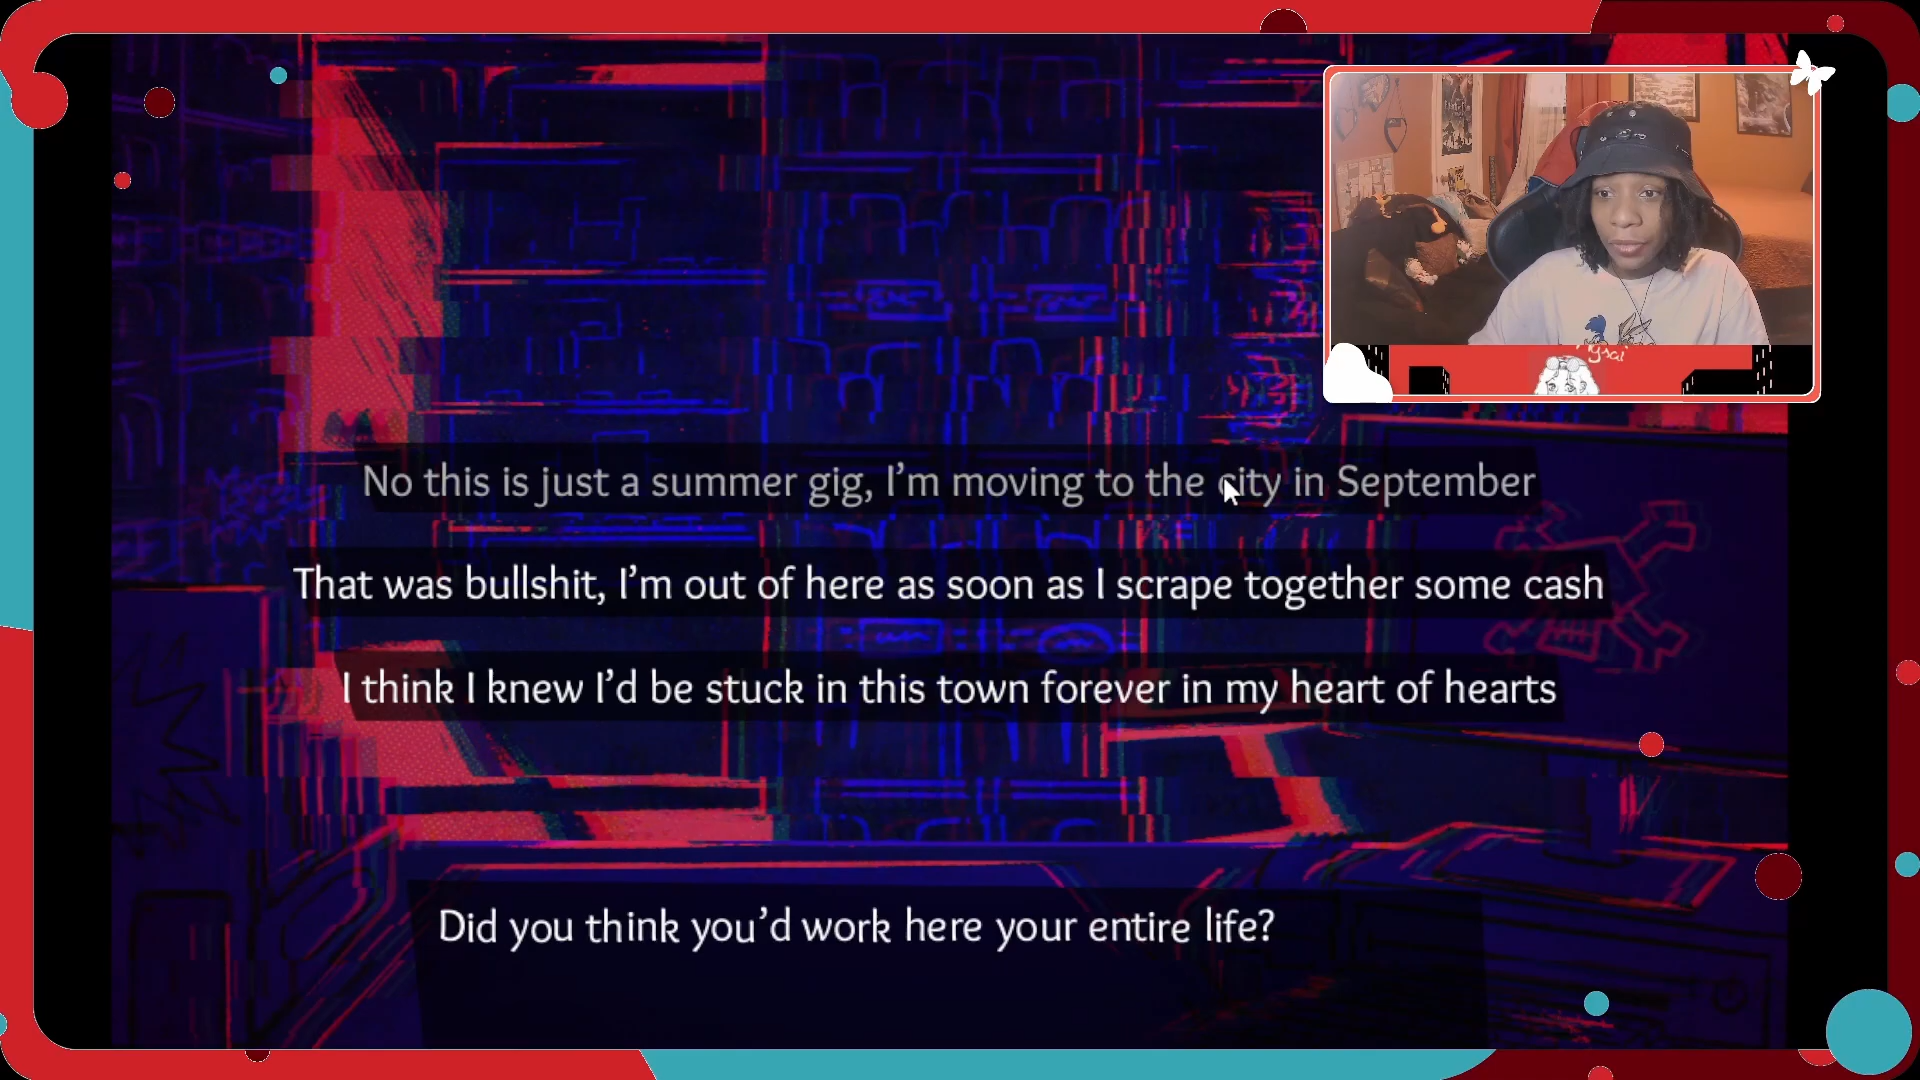 No this is just a summer gig, I'm moving to the city in September
That was bullshit, I'm out of here as soon as I scrape together some cash
I think I knew I'd be stuck in this town forever in my heart of hearts
Did you think you'd work here your entire life?